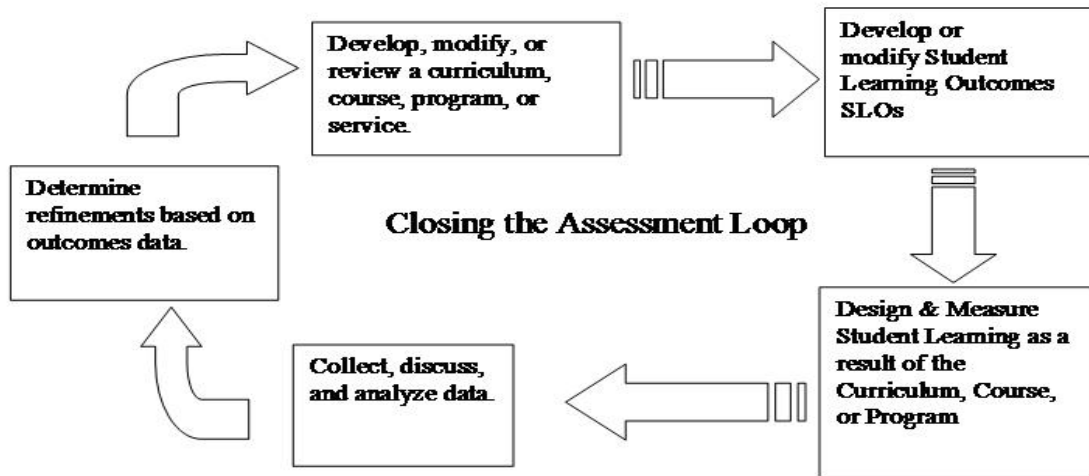 Develop, modify, or
review a curriculum,
course, program, or
service.
Develop or
modify Student
Learning Outcomes
SLOs
Determine
refinements based on
outcomes data.
Closing the Assessment Loop
Design & Measure
Student Learning as a
result of the
Curriculum, Course,
or Program
Collect, discuss,
and analyze data.